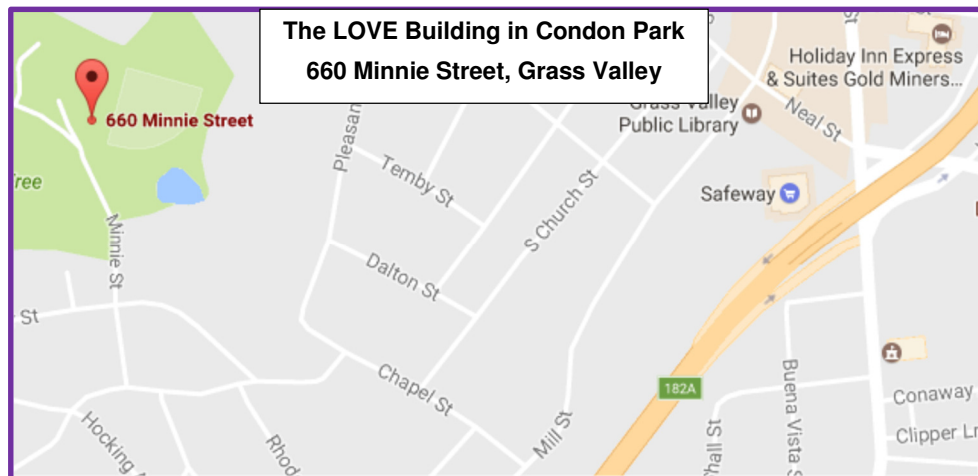 The LOVE Building in Condon Park
660 Minnie Street, Grass Valley
660 Minnie Street
Minnie St
St
Hocking
Pleasan
Temby St
Dalton St
Chapel St
S Church St
Mill St
Grass Valley
Public Library
Safeway
Holiday Inn Express
& Suites Gold Miners...
Neal St
182A
Buena Vista S
Conaway
Clipper Ln